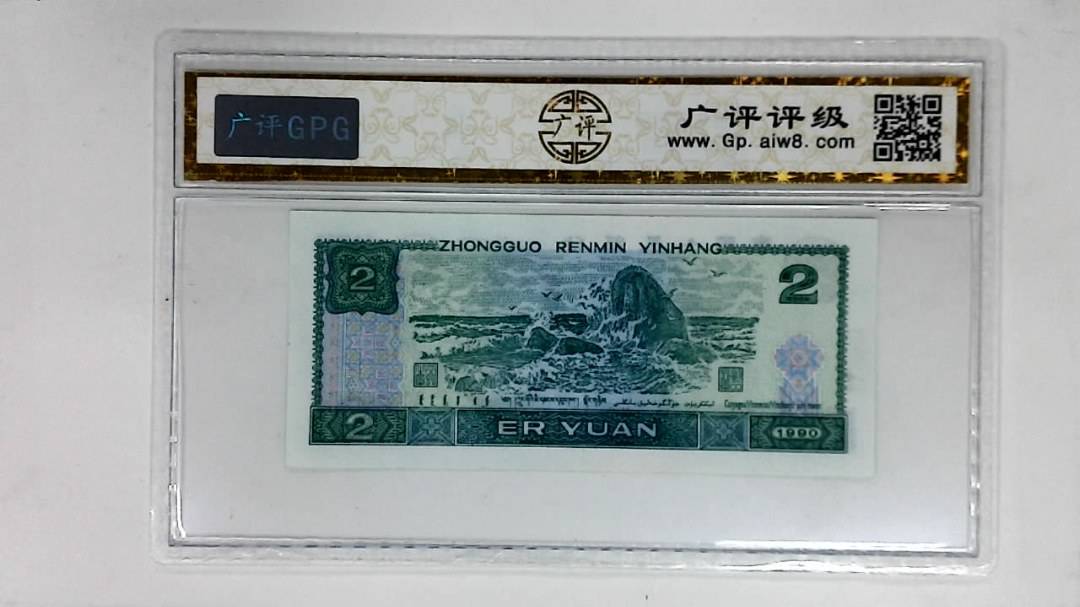 广评GPG
广评
广评评级
www. Gp. aiw8. com
ZHONGGUO RENMIN YINHANG
2
2
2
ER YUAN
1990